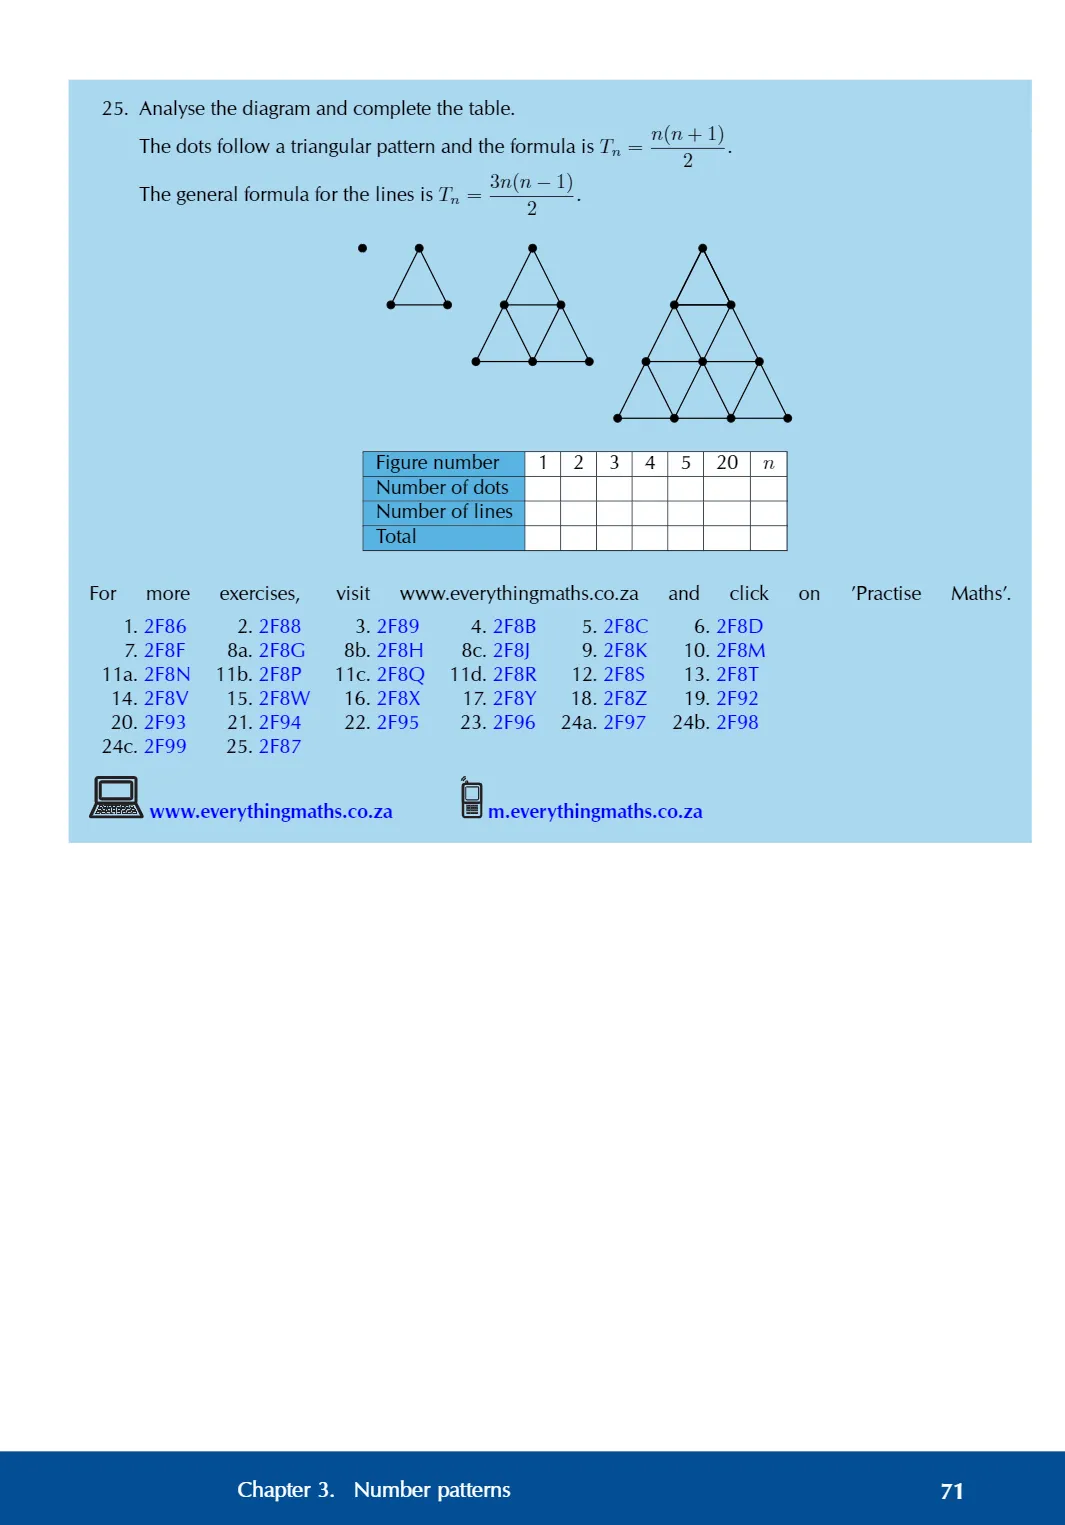 25. Analyse the diagram and complete the table.
The dots follow a triangular pattern and the formula is Tₙ = n(n + 1)/2.
The general formula for the lines is Tₙ = 3n(n − 1)/2.
Figure number 1 2 3 4 5 20 n
Number of dots
Number of lines
Total
For more exercises, visit www.everythingmaths.co.za and click on ’Practise Maths’.
1. 2F86 2. 2F88 3. 2F89 4. 2F8B 5. 2F8C 6. 2F8D
7. 2F8F 8a. 2F8G 8b. 2F8H 8c. 2F8J 9. 2F8K 10. 2F8M
11a. 2F8N 11b. 2F8P 11c. 2F8Q 11d. 2F8R 12. 2F8S 13. 2F8T
14. 2F8V 15. 2F8W 16. 2F8X 17. 2F8Y 18. 2F8Z 19. 2F92
20. 2F93 21. 2F94 22. 2F95 23. 2F96 24a. 2F97 24b. 2F98
24c. 2F99 25. 2F87
www.everythingmaths.co.za m.everythingmaths.co.za
Chapter 3. Number patterns 71